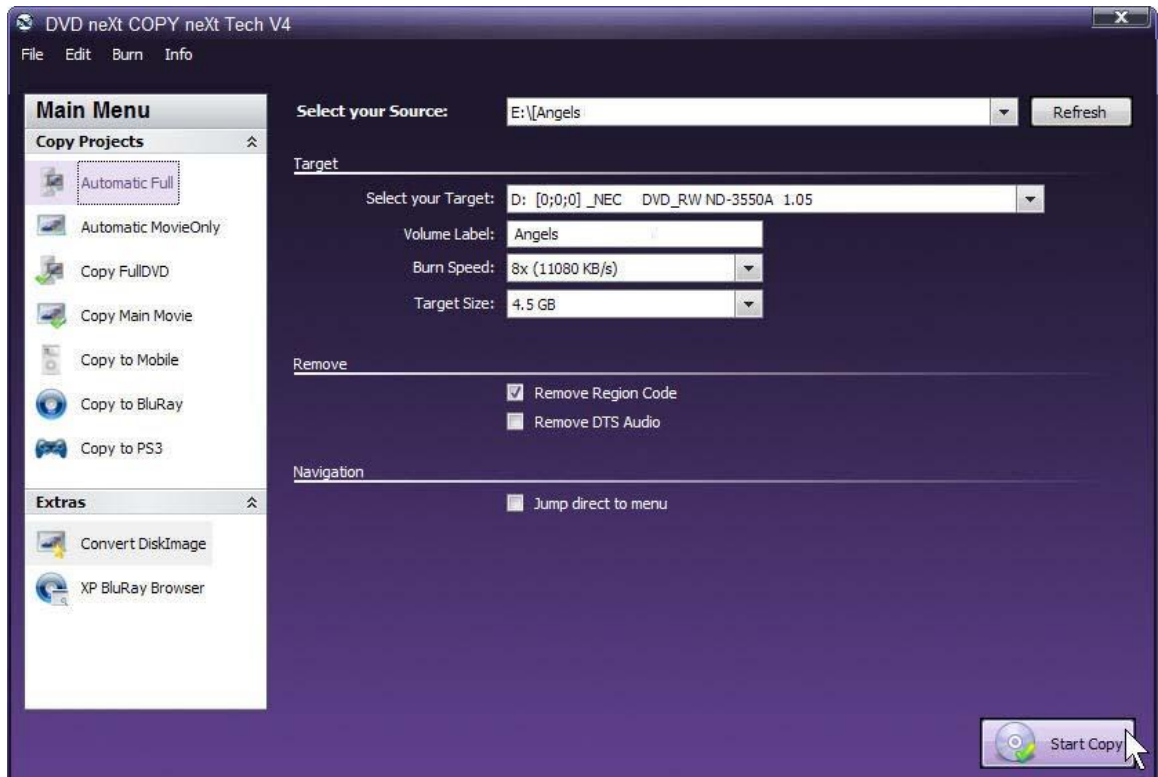 DVD neXt COPY neXt Tech V4
X
File Edit Burn Info
Main Menu
Copy Projects
Automatic Full
Automatic MovieOnly
Copy FullDVD
Copy Main Movie
Copy to Mobile
Copy to BluRay
Copy to PS3
Extras
Convert DiskImage
XP BluRay Browser
Select your Source: E:\[Angels Refresh
Target
Select your Target: D: [0;0;0] _NEC DVD_RW ND-3550A 1.05
Volume Label: Angels
Burn Speed: 8x (11080 KB/s)
Target Size: 4.5 GB
Remove
Remove Region Code
Remove DTS Audio
Navigation
Jump direct to menu
Start Copy